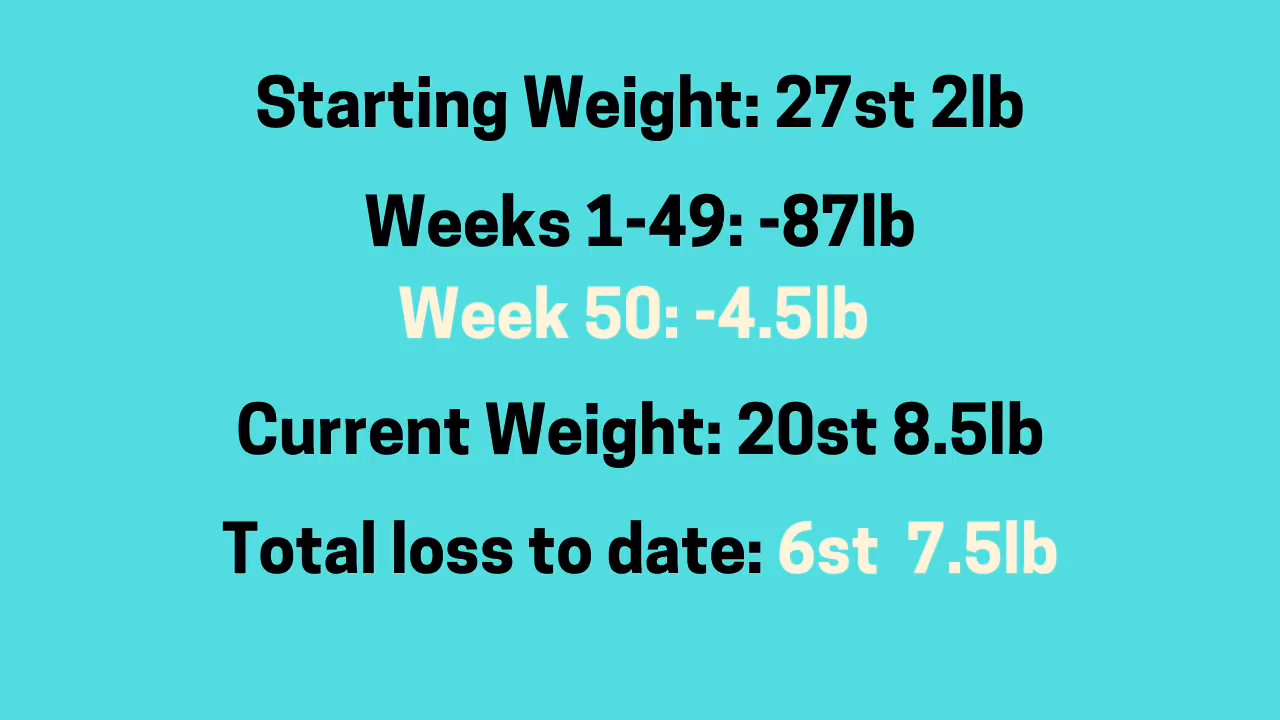 Starting Weight: 27st 2lb
Weeks 1-49: -87lb
Week 50: -4.5lb
Current Weight: 20st 8.5lb
Total loss to date: 6st 7.5lb